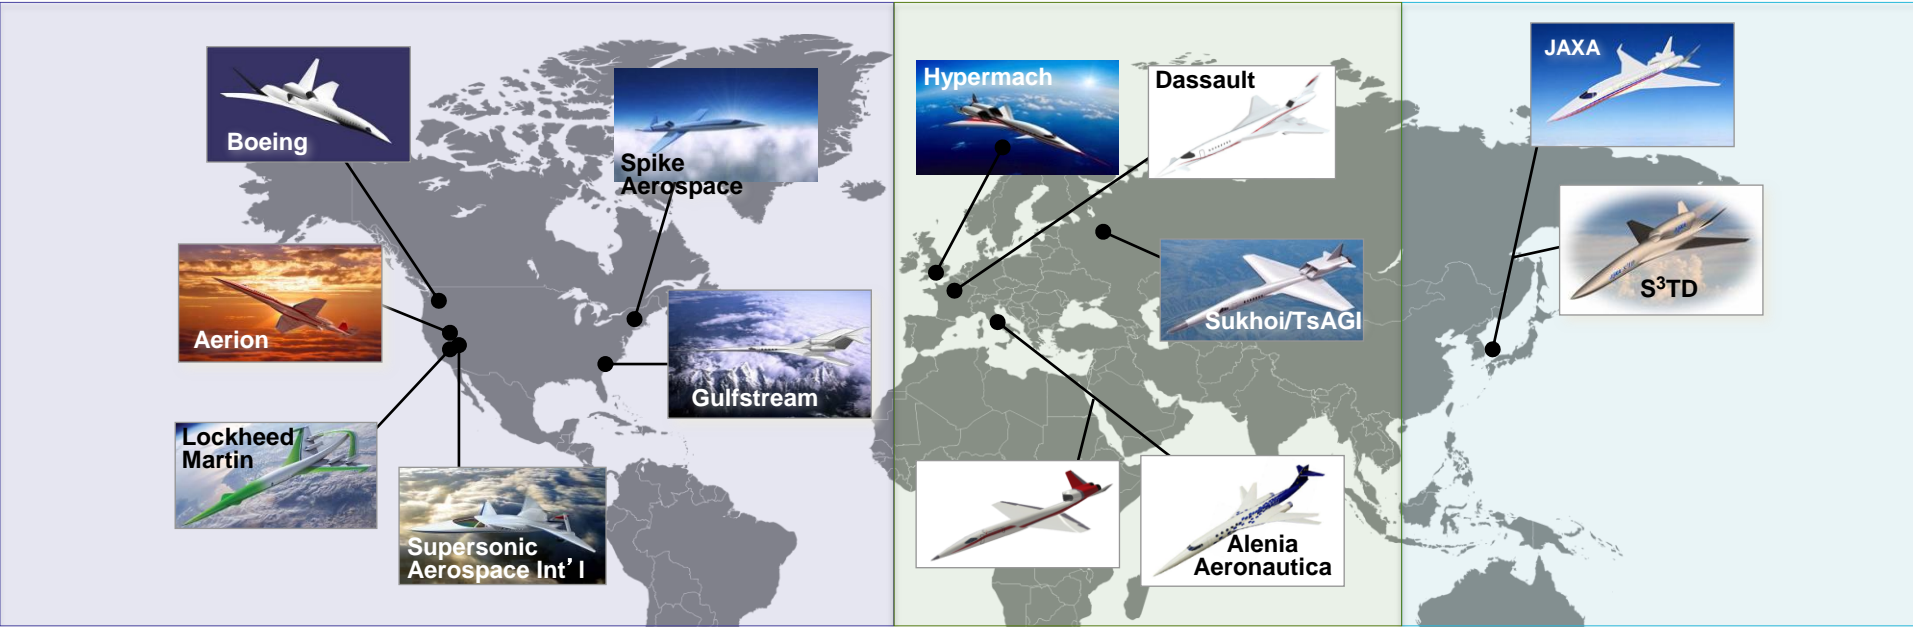 Boeing
Spike
Aerospace
Aerion
Gulfstream
Lockheed
Martin
Supersonic
Aerospace Int' l
Hypermach
Dassault
Sukhoi/TsAGI
Alenia
Aeronautica
JAXA
S³TD